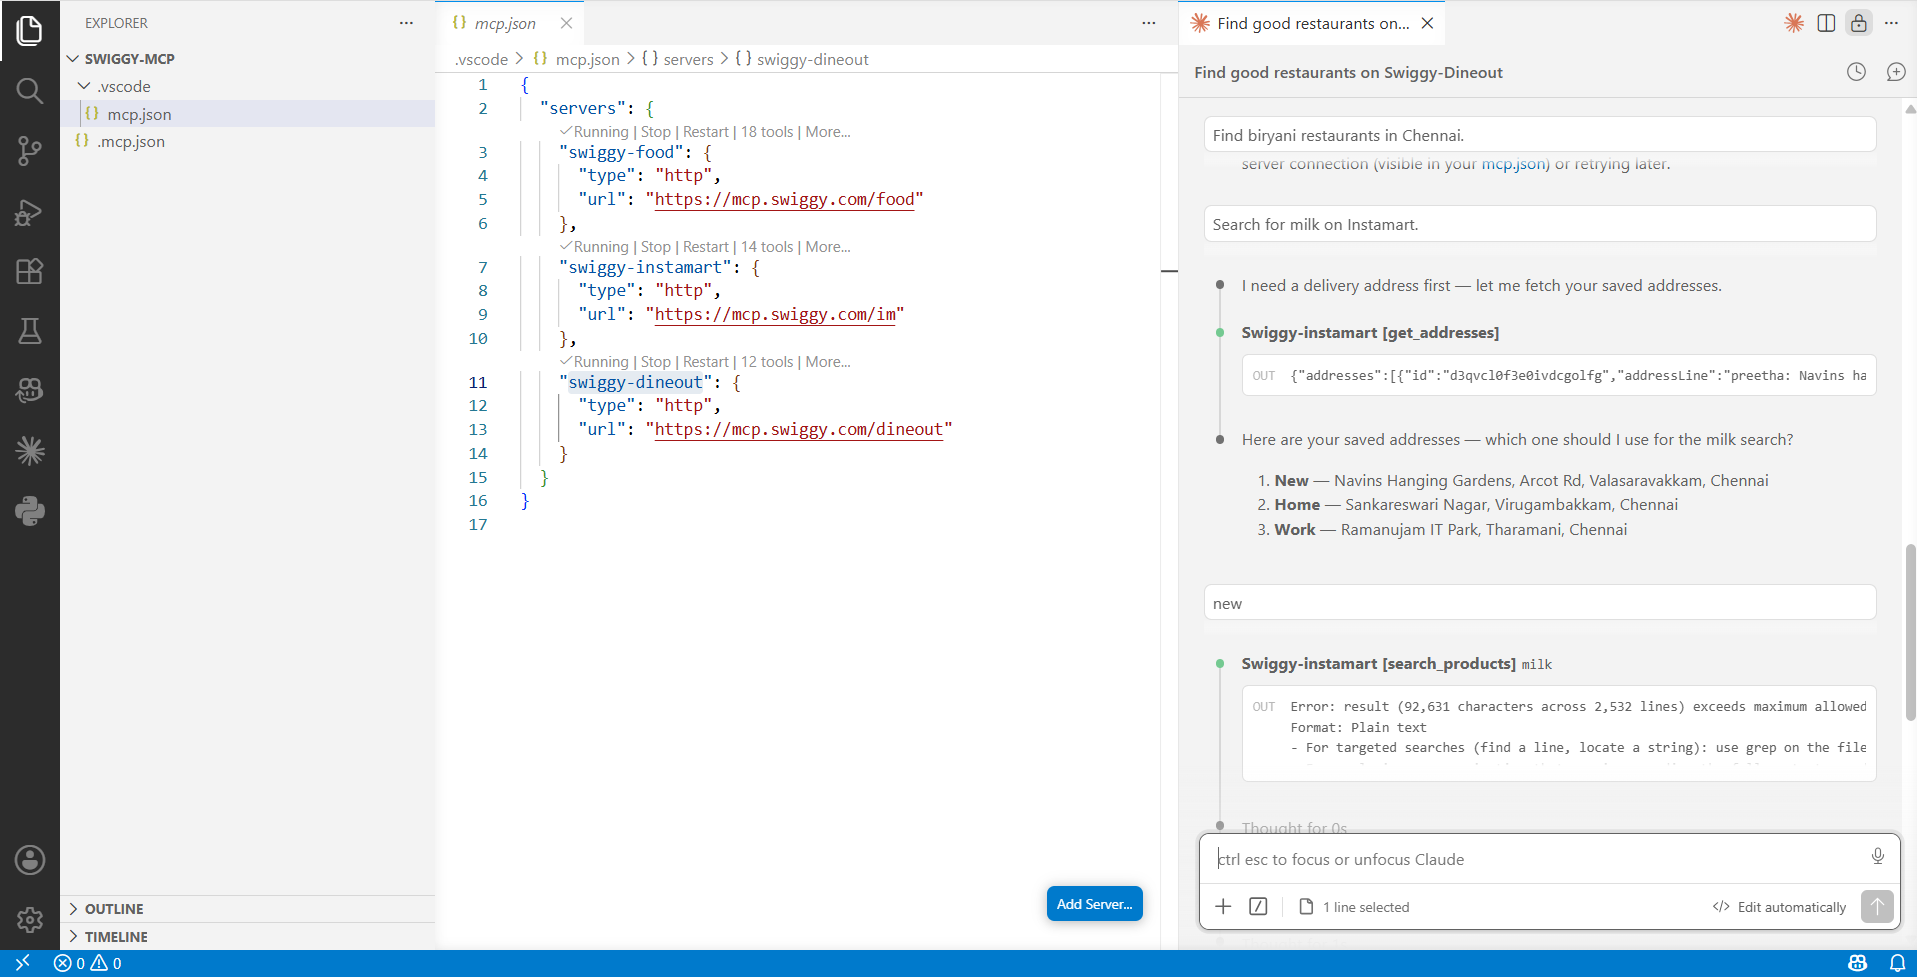 EXPLORER
SWIGGY-MCP
.vscode
mcp.json
.mcp.json
OUTLINE
TIMELINE
mcp.json
.vscode > {} mcp.json > {} servers > {} swiggy-dineout
1 {
2 "servers": {
✓Running | Stop | Restart | 18 tools | More...
3 "swiggy-food": {
4 "type": "http",
5 "url": "https://mcp.swiggy.com/food"
6 },
✓Running | Stop | Restart | 14 tools | More...
7 "swiggy-instamart": {
8 "type": "http",
9 "url": "https://mcp.swiggy.com/im"
10 },
✓Running | Stop | Restart | 12 tools | More...
11 "swiggy-dineout": {
12 "type": "http",
13 "url": "https://mcp.swiggy.com/dineout"
14 }
15 }
16 }
17
Add Server...
Find good restaurants on...
Find good restaurants on Swiggy-Dineout
Find biryani restaurants in Chennai.
server connection (visible in your mcp.json) or retrying later.
Search for milk on Instamart.
I need a delivery address first — let me fetch your saved addresses.
Swiggy-instamart [get_addresses]
OUT {"addresses":[{"id":"d3qvcl0f3e0ivdcgolfg","addressLine":"preetha: Navins ha
Here are your saved addresses — which one should I use for the milk search?
1. New — Navins Hanging Gardens, Arcot Rd, Valasaravakkam, Chennai
2. Home — Sankareswari Nagar, Virugambakkam, Chennai
3. Work — Ramanujam IT Park, Tharamani, Chennai
new
Swiggy-instamart [search_products] milk
OUT Error: result (92,631 characters across 2,532 lines) exceeds maximum allowed
Format: Plain text
- For targeted searches (find a line, locate a string): use grep on the file
Thought for 0s
ctrl esc to focus or unfocus Claude
1 line selected
</> Edit automatically
0 0